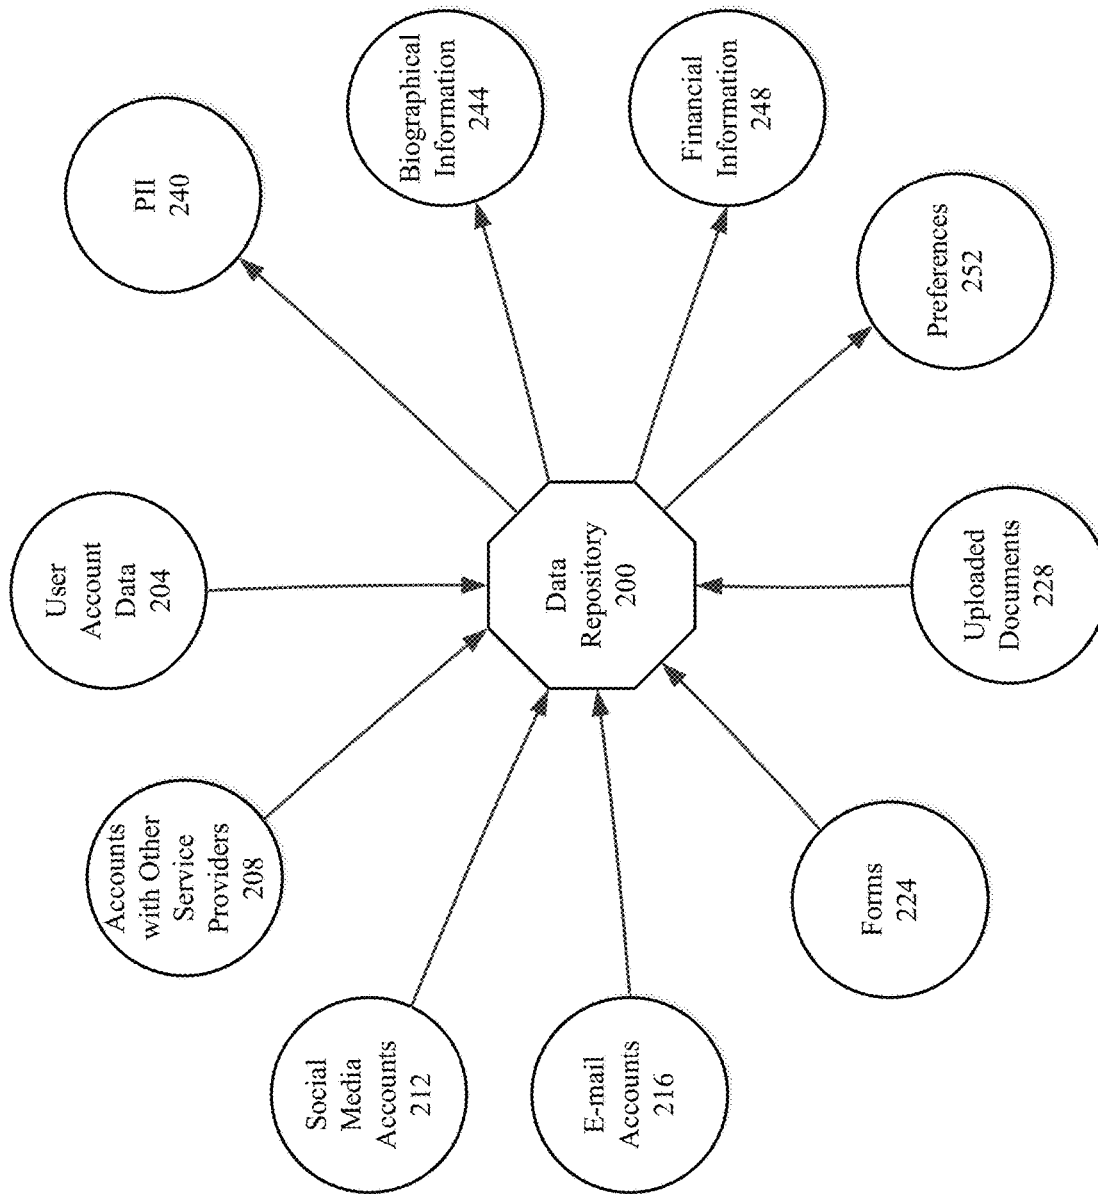 User
Account
Data
204
Accounts
with Other
Service
Providers
208
Social
Media
Accounts
212
E-mail
Accounts
216
Forms
224
Uploaded
Documents
228
Data
Repository
200
PII
240
Biographical
Information
244
Financial
Information
248
Preferences
252